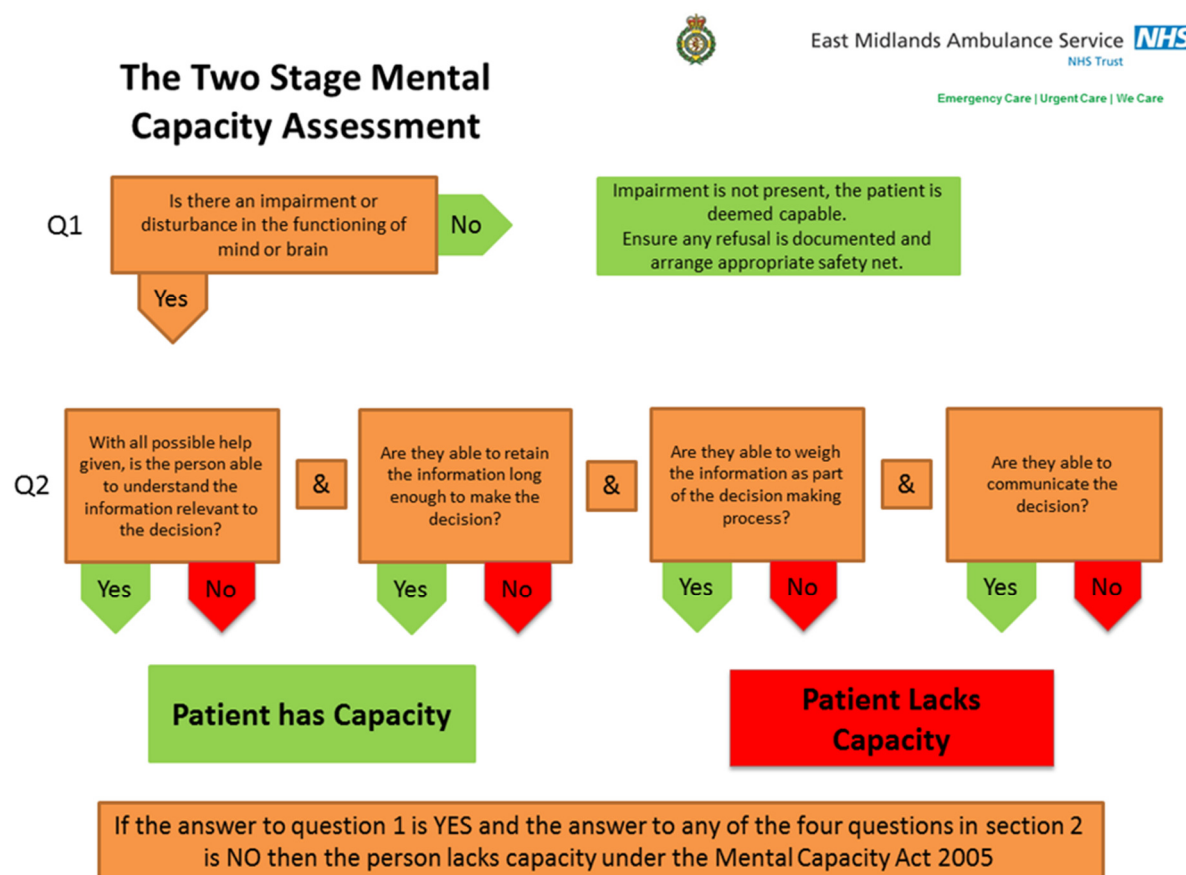 East Midlands Ambulance Service NHS
NHS Trust
Emergency Care | Urgent Care | We Care
The Two Stage Mental
Capacity Assessment
Q1
Is there an impairment or
disturbance in the functioning of
mind or brain
No
Impairment is not present, the patient is
deemed capable.
Ensure any refusal is documented and
arrange appropriate safety net.
Yes
Q2
With all possible help
given, is the person able
to understand the
information relevant to
the decision?
&
Are they able to retain
the information long
enough to make the
decision?
&
Are they able to weigh
the information as part
of the decision making
process?
&
Are they able to
communicate the
decision?
Yes
No
Yes
No
Yes
No
Yes
No
Patient has Capacity
Patient Lacks
Capacity
If the answer to question 1 is YES and the answer to any of the four questions in section 2
is NO then the person lacks capacity under the Mental Capacity Act 2005